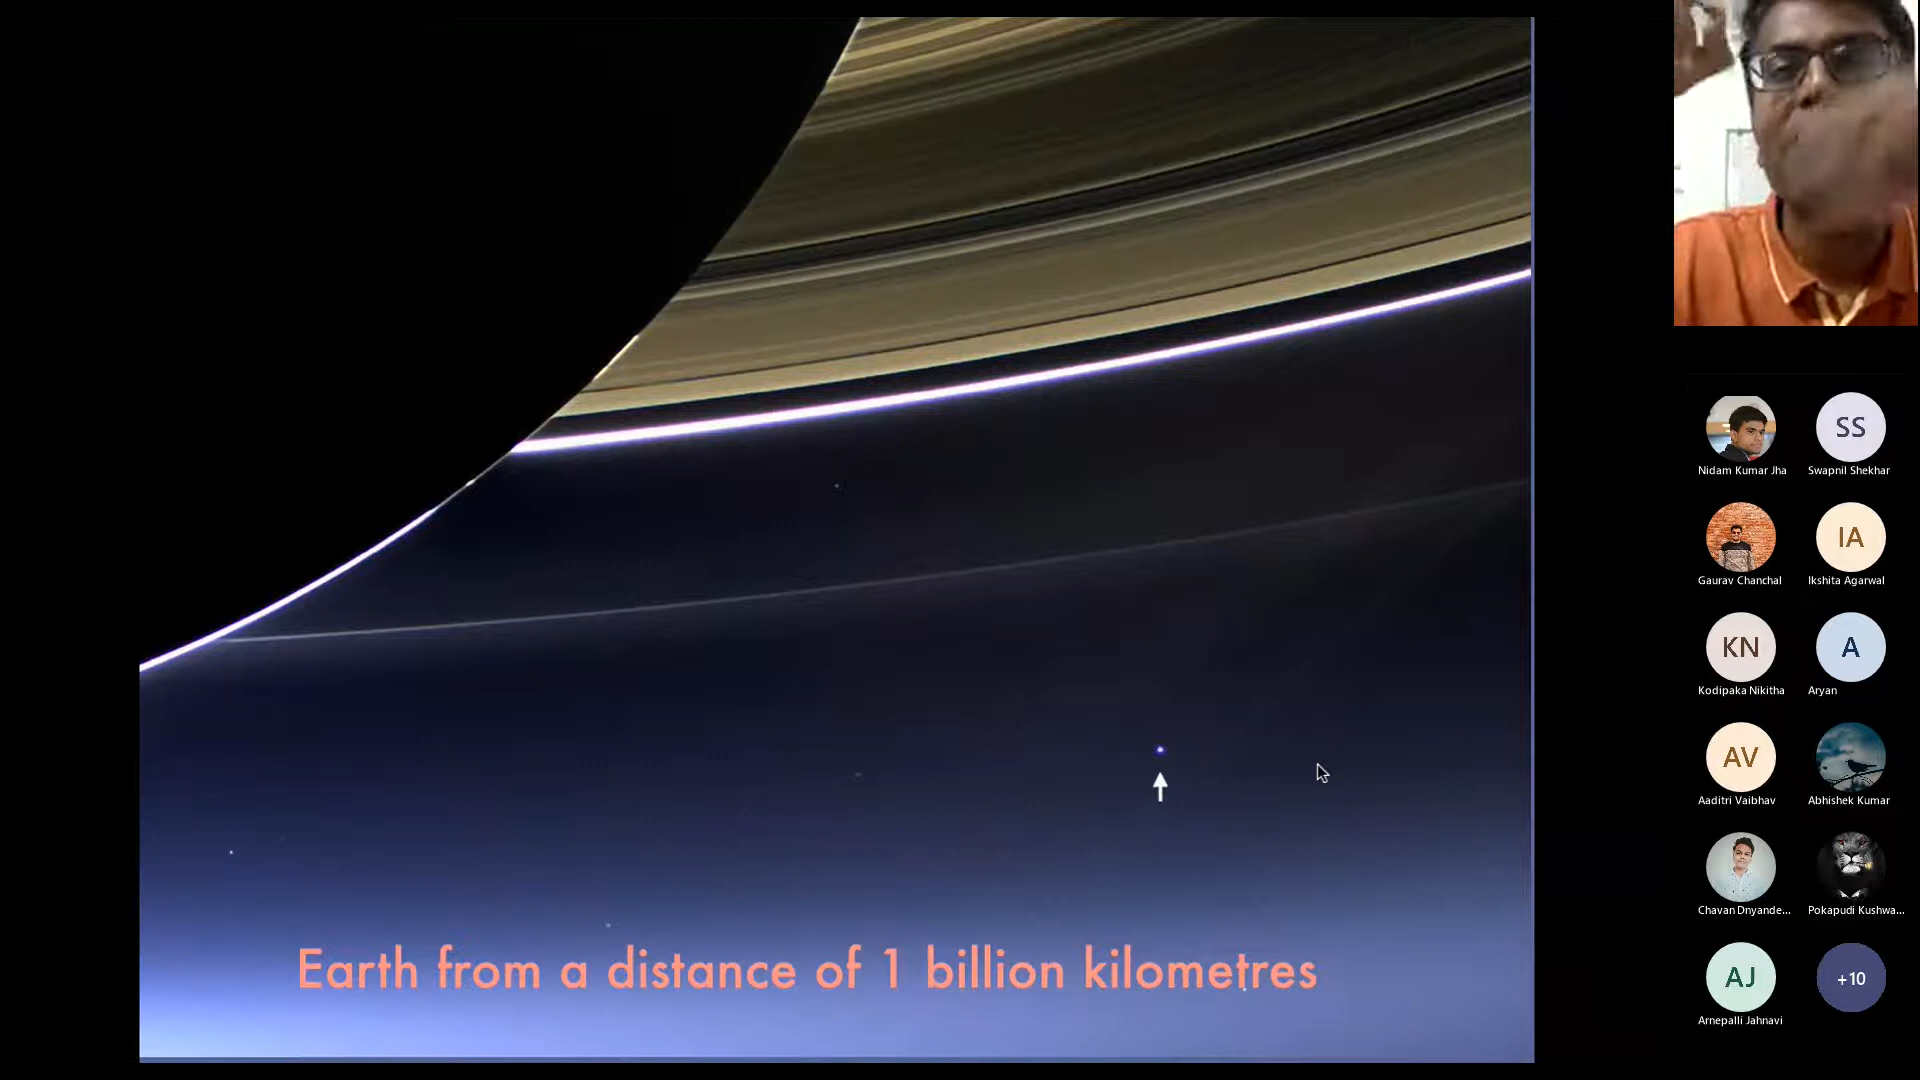 Earth from a distance of 1 billion kilometres
Nidam Kumar Jha
SS
Swapnil Shekhar
Gaurav Chanchal
IA
Ikshita Agarwal
KN
Kodipaka Nikitha
A
Aryan
AV
Aaditri Vaibhav
Abhishek Kumar
Chavan Dnyande...
Pokapudi Kushwa...
AJ
Arnepalli Jahnavi
+10